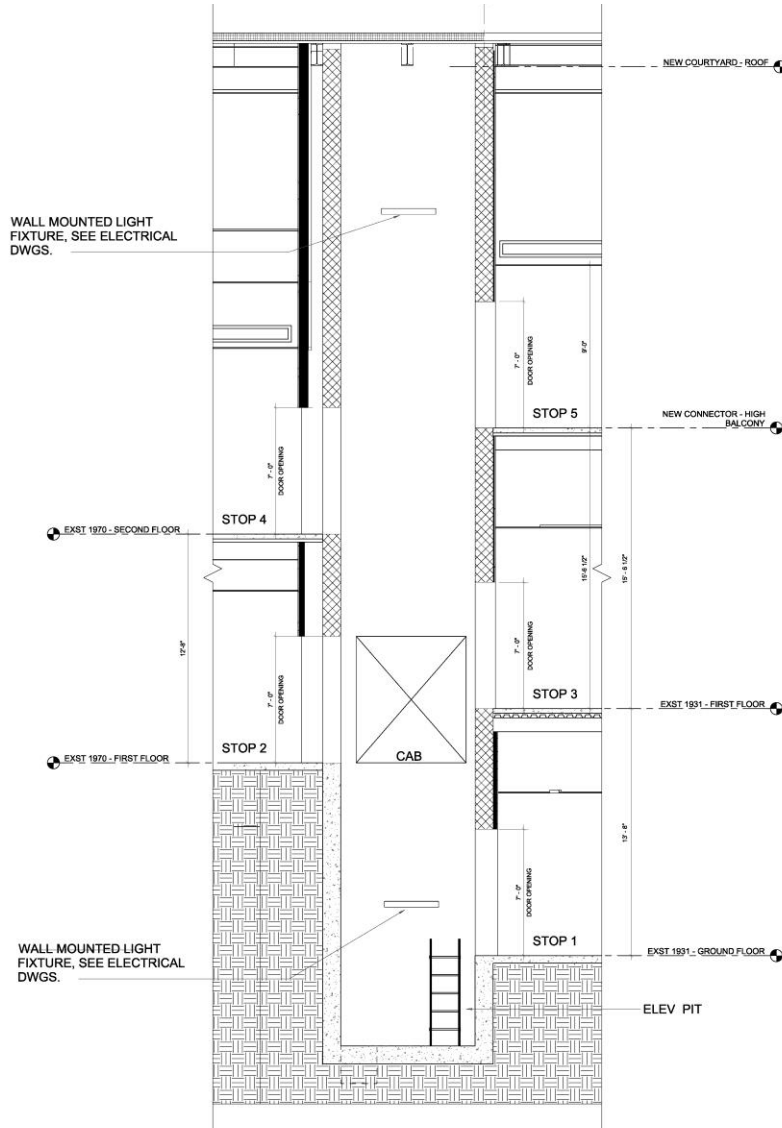 NEW COURTYARD - ROOF
WALL MOUNTED LIGHT
FIXTURE, SEE ELECTRICAL
DWGS.
7' - 0"
DOOR OPENING
9'-0"
STOP 5
NEW CONNECTOR - HIGH
BALCONY
7' - 0"
DOOR OPENING
STOP 4
EXST 1970 - SECOND FLOOR
15'-6 1/2"
15' - 6 1/2"
7' - 0"
DOOR OPENING
STOP 3
12'-8"
7' - 0"
DOOR OPENING
STOP 2
EXST 1931 - FIRST FLOOR
CAB
EXST 1970 - FIRST FLOOR
13' - 8"
7' - 0"
DOOR OPENING
STOP 1
WALL MOUNTED LIGHT
FIXTURE, SEE ELECTRICAL
DWGS.
EXST 1931 - GROUND FLOOR
ELEV PIT